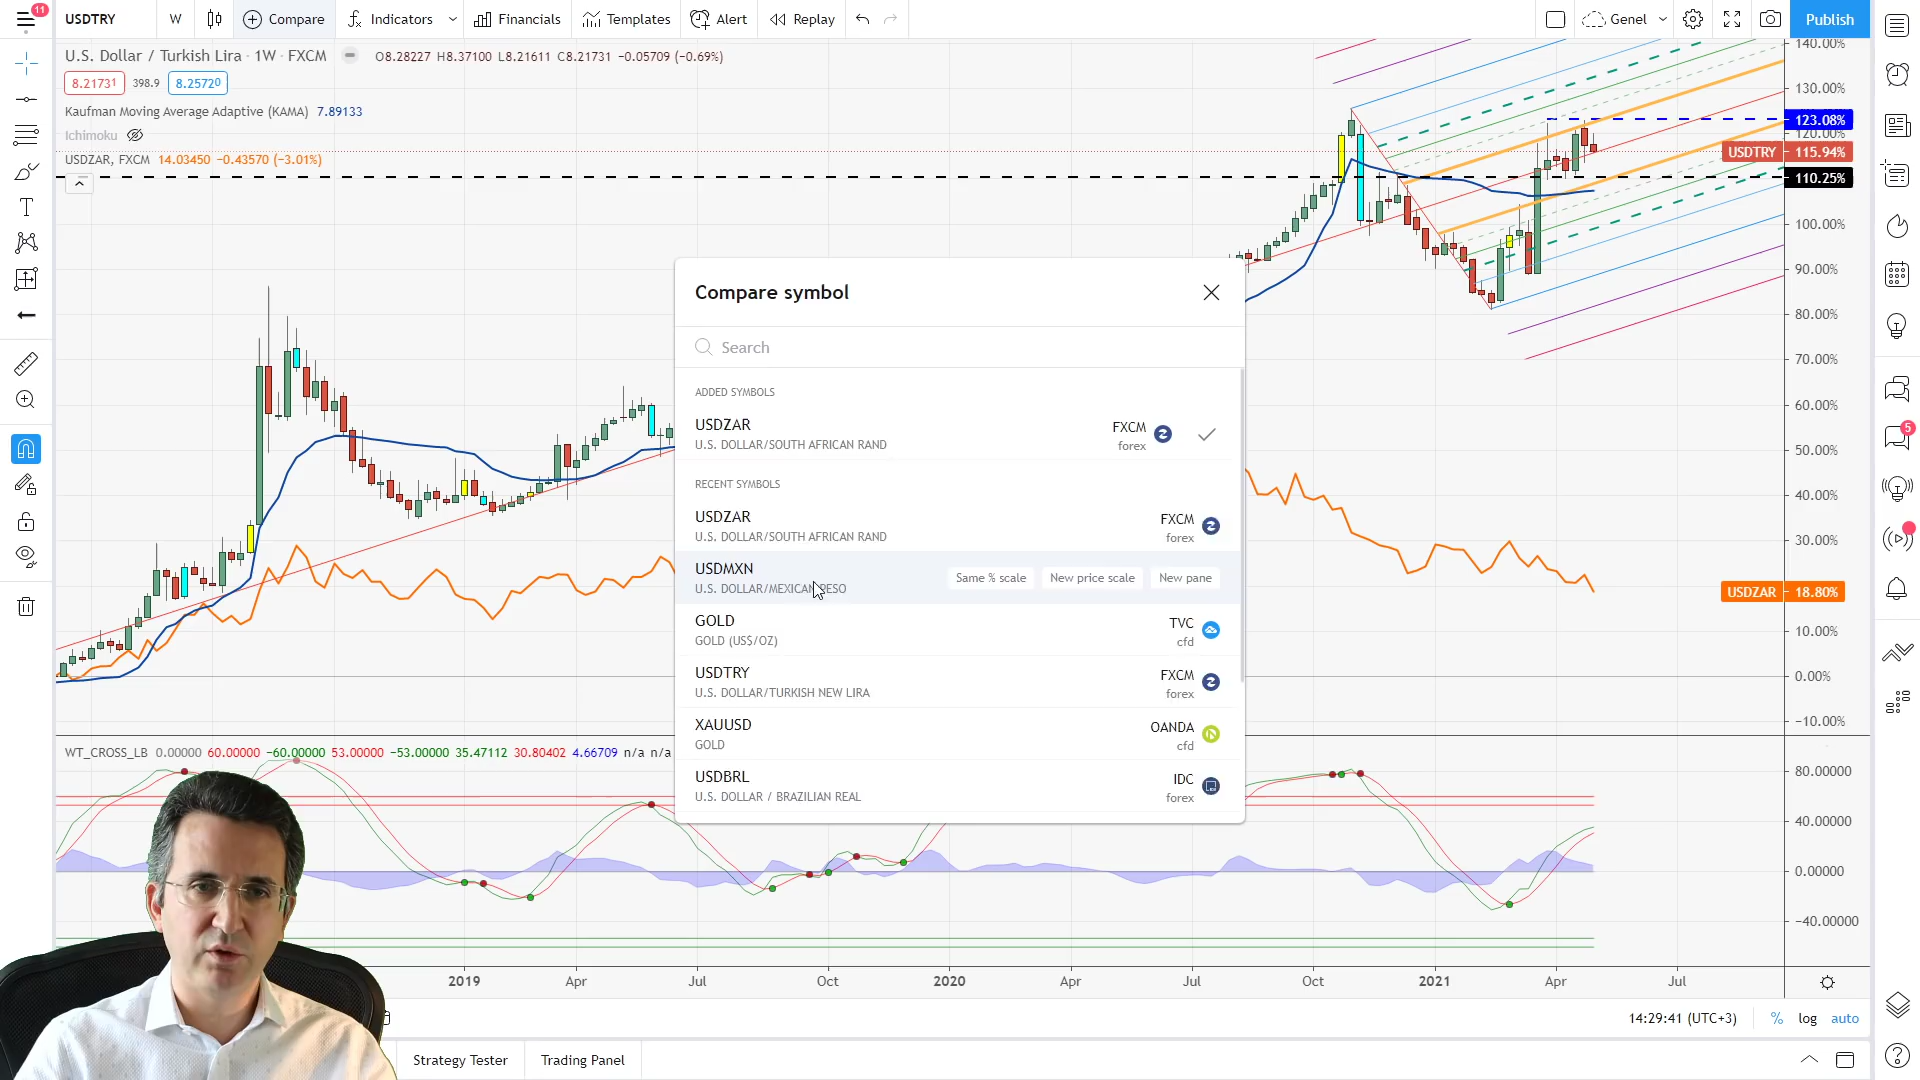 11
USDTRY
W
Compare
Indicators
Financials
Templates
Alert
Replay
Genel
Publish
U.S. Dollar / Turkish Lira · 1W · FXCM
O8.28227 H8.37100 L8.21611 C8.21731 −0.05709 (−0.69%)
8.21731
398.9
8.25720
Kaufman Moving Average Adaptive (KAMA) 7.89133
Ichimoku
USDZAR, FXCM 14.03450 −0.43570 (−3.01%)
140.00%
130.00%
123.08%
120.00%
USDTRY 115.94%
110.25%
100.00%
90.00%
80.00%
70.00%
60.00%
50.00%
40.00%
30.00%
USDZAR 18.80%
10.00%
0.00%
−10.00%
Compare symbol
Search
ADDED SYMBOLS
USDZAR
U.S. DOLLAR/SOUTH AFRICAN RAND
FXCM
forex
RECENT SYMBOLS
USDZAR
U.S. DOLLAR/SOUTH AFRICAN RAND
FXCM
forex
USDMXN
U.S. DOLLAR/MEXICAN PESO
Same % scale
New price scale
New pane
GOLD
GOLD (US$/OZ)
TVC
cfd
USDTRY
U.S. DOLLAR/TURKISH NEW LIRA
FXCM
forex
XAUUSD
GOLD
OANDA
cfd
USDBRL
U.S. DOLLAR / BRAZILIAN REAL
IDC
forex
5
WT_CROSS_LB 0.00000 60.00000 −60.00000 53.00000 −53.00000 35.47112 30.80402 4.66709 n/a n/a
80.00000
40.00000
0.00000
−40.00000
2019
Apr
Jul
Oct
2020
Apr
Jul
Oct
2021
Apr
Jul
14:29:41 (UTC+3)
%
log
auto
Strategy Tester
Trading Panel